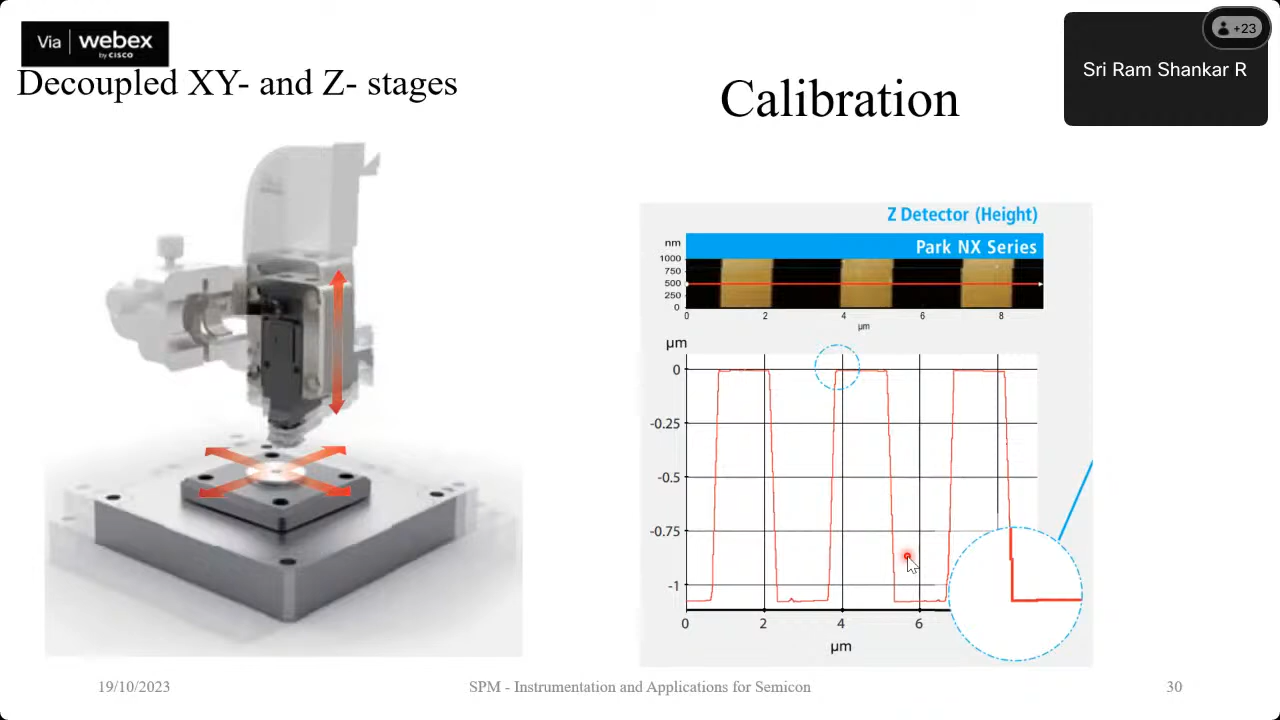 Via webex
by CISCO
+23
Sri Ram Shankar R
Decoupled XY- and Z- stages
Calibration
Z Detector (Height)
Park NX Series
nm
1000
750
500
250
0
0 2 4 6 8
µm
µm
0
-0.25
-0.5
-0.75
-1
0 2 4 6
µm
19/10/2023
SPM - Instrumentation and Applications for Semicon
30